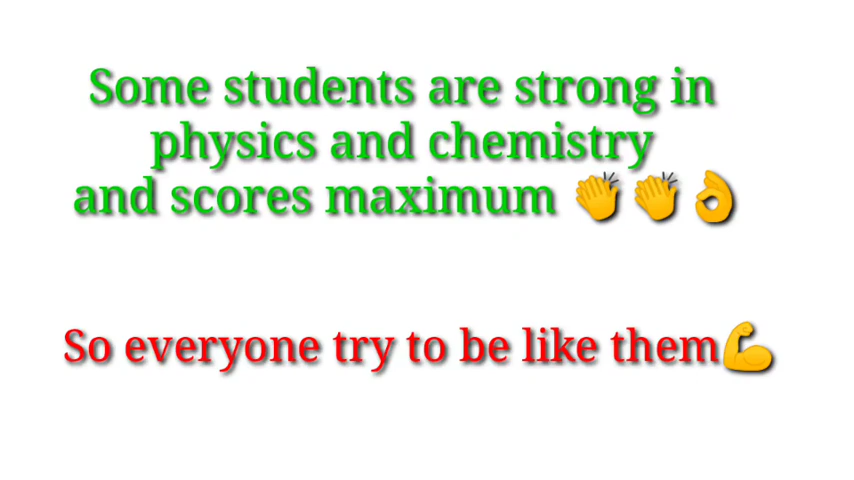 Some students are strong in
physics and chemistry
and scores maximum 👏👏👌
So everyone try to be like them💪